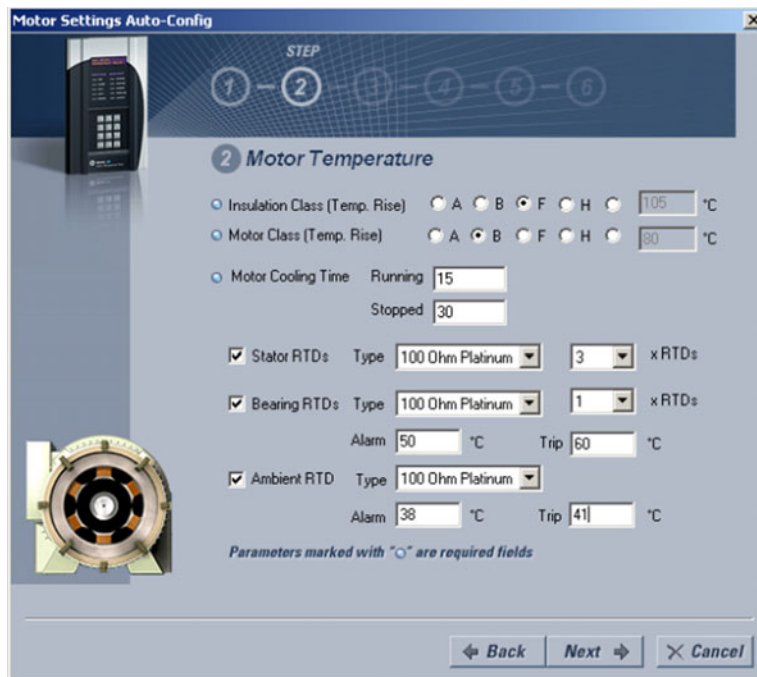 Motor Settings Auto-Config
STEP
1 2 3 4 5 6
2 Motor Temperature
Insulation Class (Temp. Rise) A B F H 105 °C
Motor Class (Temp. Rise) A B F H 80 °C
Motor Cooling Time Running 15
Stopped 30
Stator RTDs Type 100 Ohm Platinum 3 x RTDs
Bearing RTDs Type 100 Ohm Platinum 1 x RTDs
Alarm 50 °C Trip 60 °C
Ambient RTD Type 100 Ohm Platinum
Alarm 38 °C Trip 41 °C
Parameters marked with "○" are required fields
Back Next Cancel